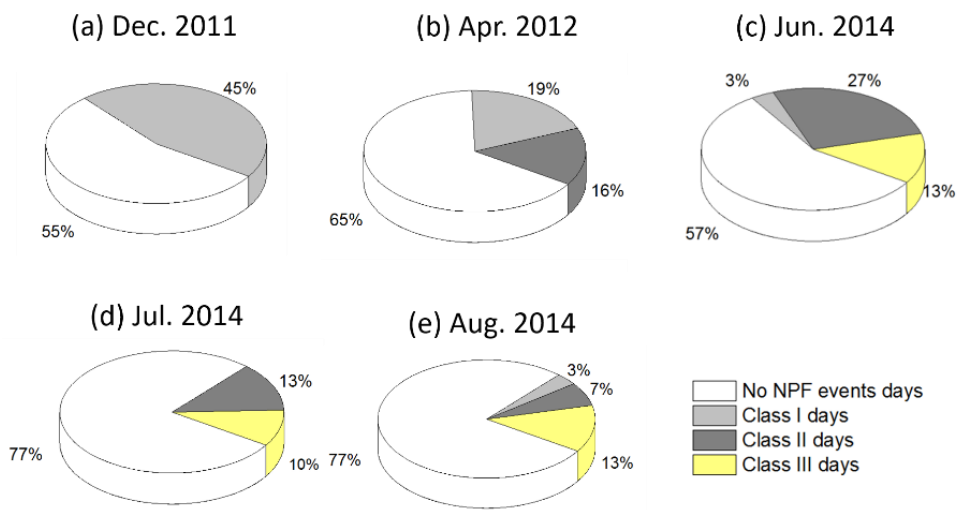 (a) Dec. 2011
45%
55%
(b) Apr. 2012
19%
16%
65%
(c) Jun. 2014
3%
27%
13%
57%
(d) Jul. 2014
13%
10%
77%
(e) Aug. 2014
3%
7%
13%
77%
No NPF events days
Class I days
Class II days
Class III days